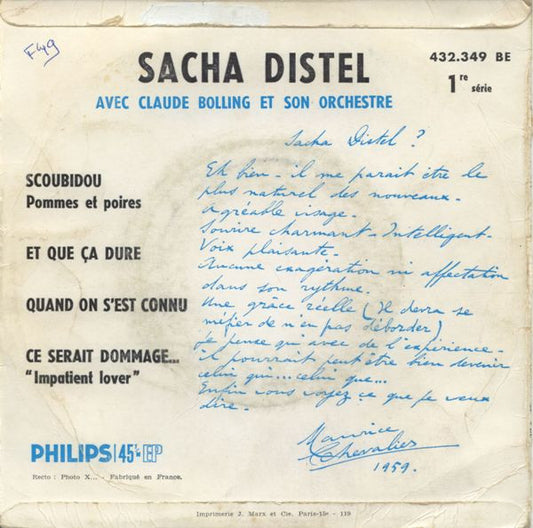 F49
SACHA DISTEL
432.349 BE
1re série
AVEC CLAUDE BOLLING ET SON ORCHESTRE
Sacha Distel ?
SCOUBIDOU
Pommes et poires
ET QUE ÇA DURE
QUAND ON S'EST CONNU
CE SERAIT DOMMAGE...
"Impatient lover"
Eh bien - il me parait être le
plus naturel des nouveaux -
agréable visage.
Sourire charmant - Intelligent -
Voix plaisante -
Aucune exagération ni affectation
dans son rythme.
Une grâce réelle (Il devra se
méfier de n'en pas déborder)
Je pense qu'avec de l'expérience -
il pourrait peut être bien devenir
celui qui... celui que...
Enfin vous voyez ce que je veux
dire.
Maurice
Chevalier
1959.
PHILIPS 45t. EP
Recto : Photo X... - Fabriqué en France.
Imprimerie J. Marx et Cie. Paris-15e - 119